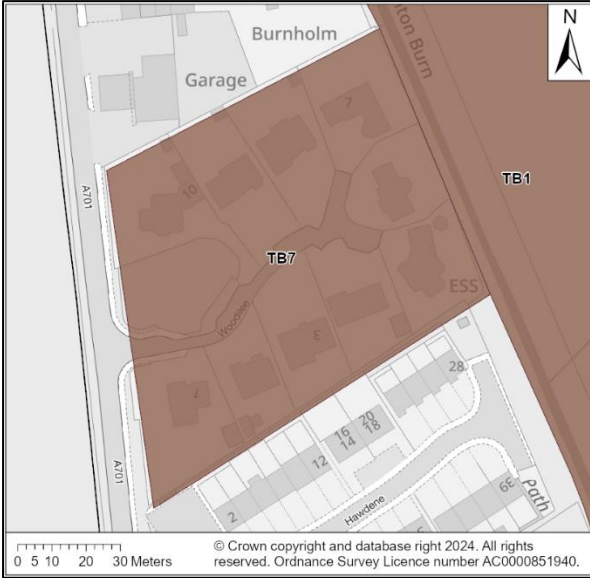 N
Burnholm
Garage
nton Burn
7
A701
10
TB1
TB7
Woodilee
ESS
3
1
28
20
18
16
14
12
2
Hawdene
39
Path
A701
0 5 10 20 30 Meters
© Crown copyright and database right 2024. All rights
reserved. Ordnance Survey Licence number AC0000851940.